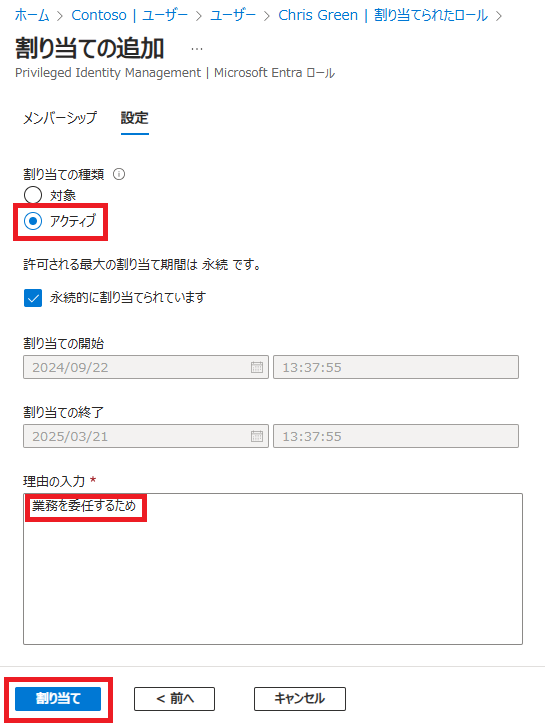 ホーム > Contoso | ユーザー > ユーザー > Chris Green | 割り当てられたロール >
割り当ての追加 ...
Privileged Identity Management | Microsoft Entra ロール
メンバーシップ 設定
割り当ての種類
対象
アクティブ
許可される最大の割り当て期間は 永続 です。
永続的に割り当てられています
割り当ての開始
2024/09/22 13:37:55
割り当ての終了
2025/03/21 13:37:55
理由の入力 *
業務を委任するため
割り当て < 前へ キャンセル